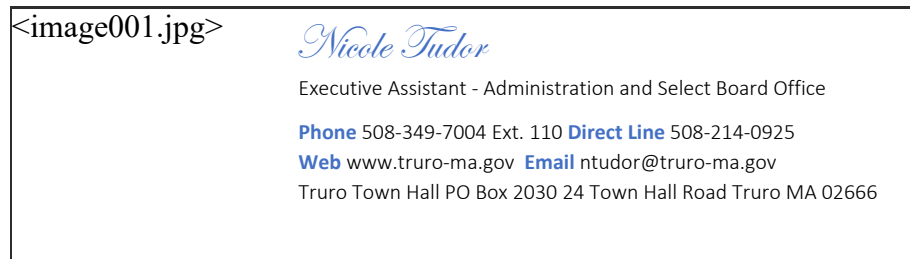 <image001.jpg>
Nicole Tudor
Executive Assistant - Administration and Select Board Office
Phone 508-349-7004 Ext. 110 Direct Line 508-214-0925
Web www.truro-ma.gov Email ntudor@truro-ma.gov
Truro Town Hall PO Box 2030 24 Town Hall Road Truro MA 02666